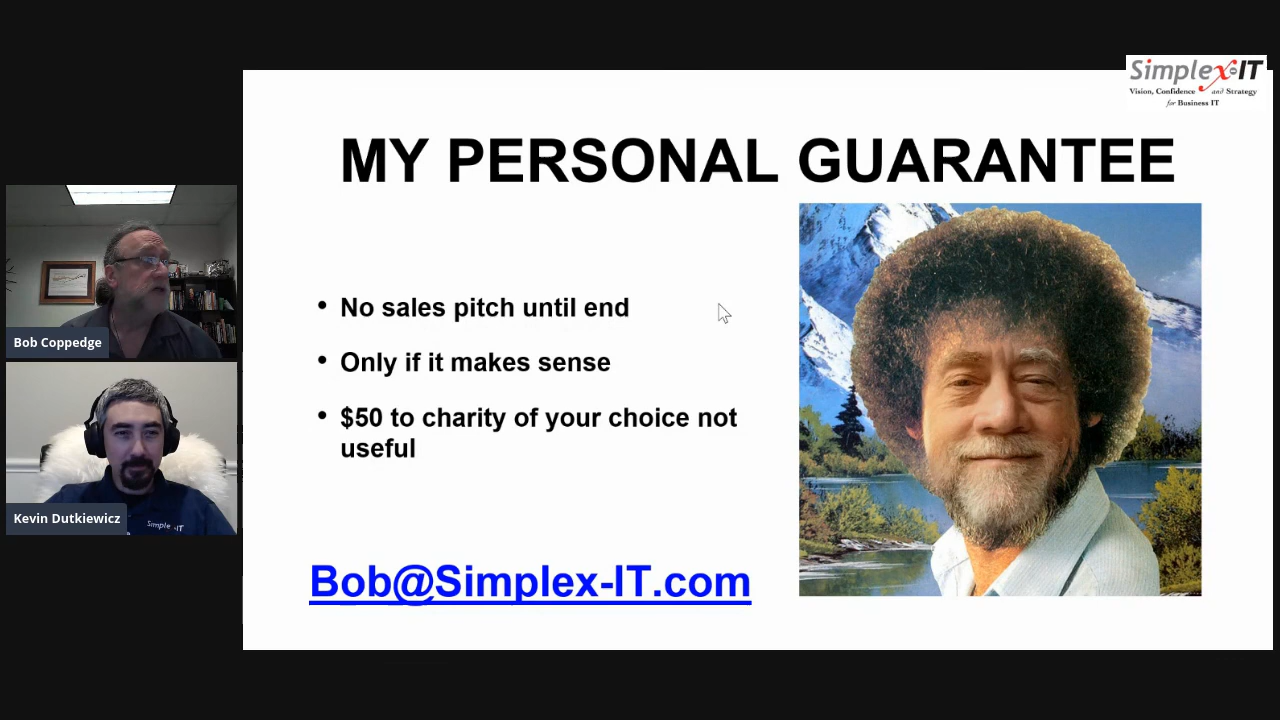 Simplex-IT
Vision, Confidence and Strategy
for Business IT
MY PERSONAL GUARANTEE
• No sales pitch until end
• Only if it makes sense
• $50 to charity of your choice not
useful
Bob@Simplex-IT.com
Bob Coppedge
Simplex-IT
Kevin Dutkiewicz